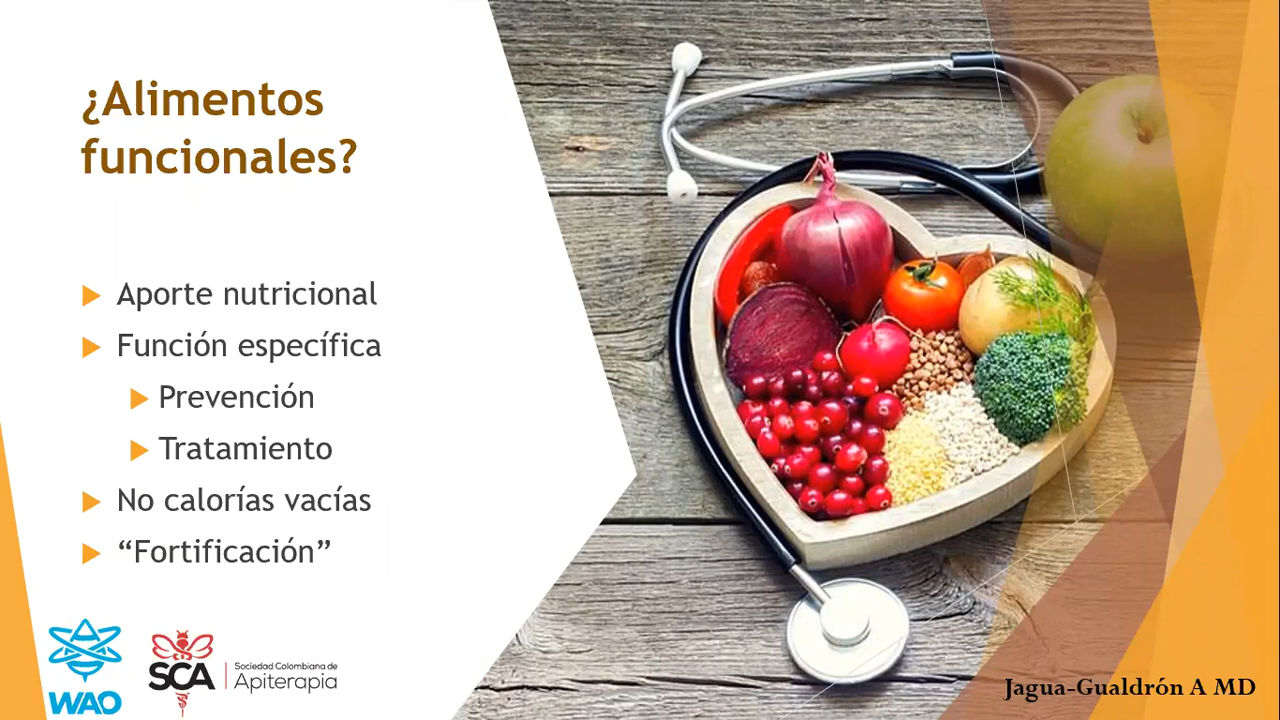 ¿Alimentos
funcionales?
Aporte nutricional
Función específica
Prevención
Tratamiento
No calorías vacías
“Fortificación”
WAO
SCA
Sociedad Colombiana de
Apiterapia
Jagua-Gualdrón A MD